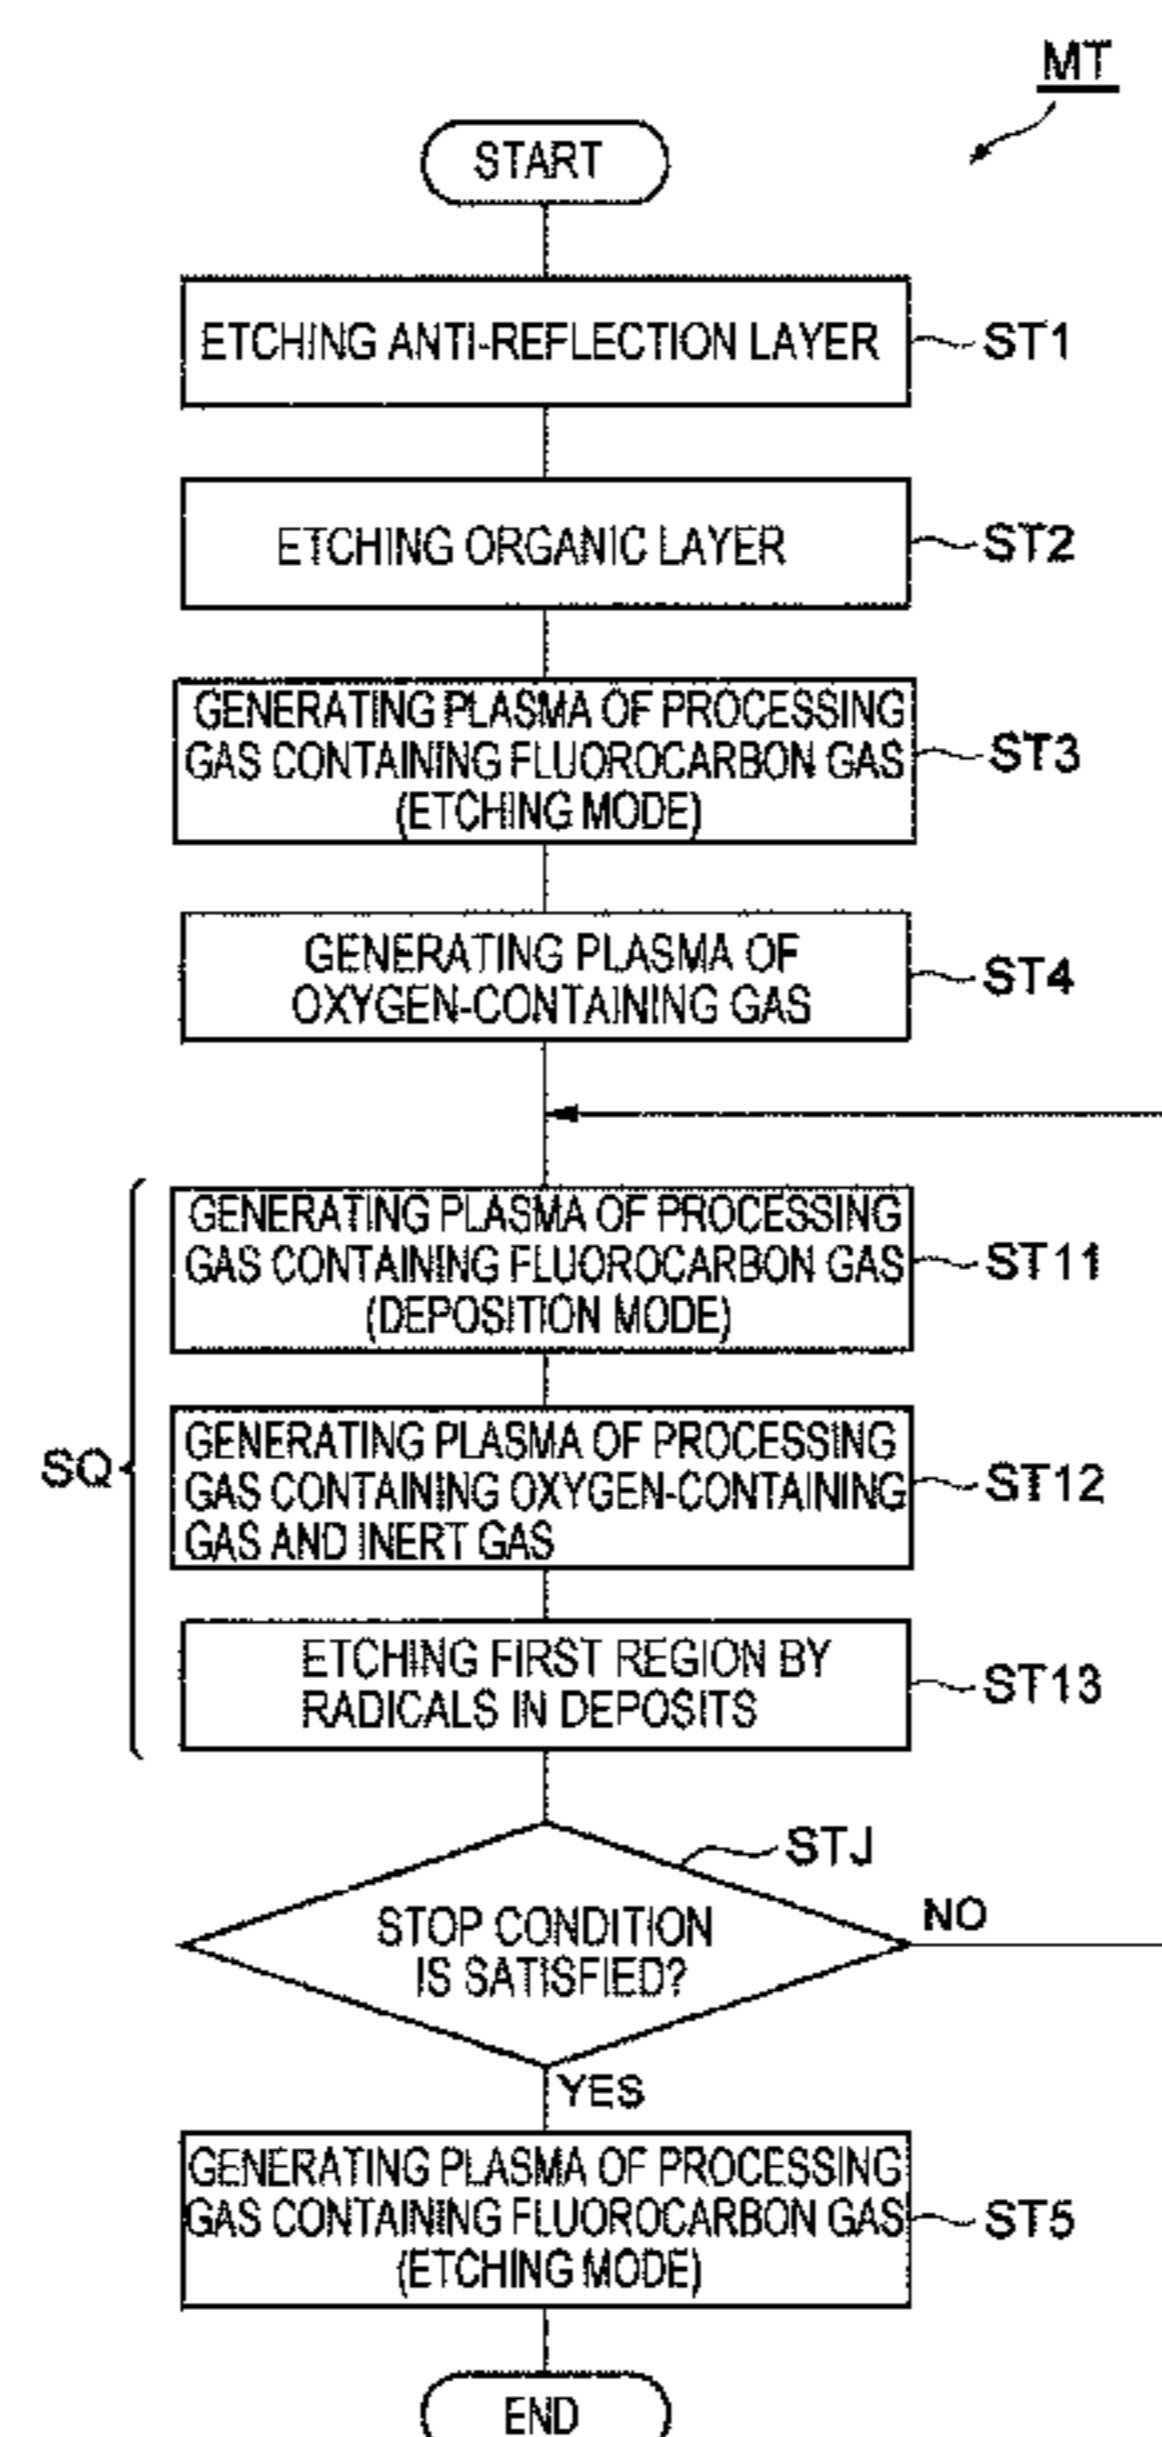 MT
START
ETCHING ANTI-REFLECTION LAYER
ST1
ETCHING ORGANIC LAYER
ST2
GENERATING PLASMA OF PROCESSING
GAS CONTAINING FLUOROCARBON GAS
(ETCHING MODE)
ST3
GENERATING PLASMA OF
OXYGEN-CONTAINING GAS
ST4
GENERATING PLASMA OF PROCESSING
GAS CONTAINING FLUOROCARBON GAS
(DEPOSITION MODE)
ST11
SQ
GENERATING PLASMA OF PROCESSING
GAS CONTAINING OXYGEN-CONTAINING
GAS AND INERT GAS
ST12
ETCHING FIRST REGION BY
RADICALS IN DEPOSITS
ST13
STJ
STOP CONDITION
IS SATISFIED?
NO
YES
GENERATING PLASMA OF PROCESSING
GAS CONTAINING FLUOROCARBON GAS
(ETCHING MODE)
ST5
END